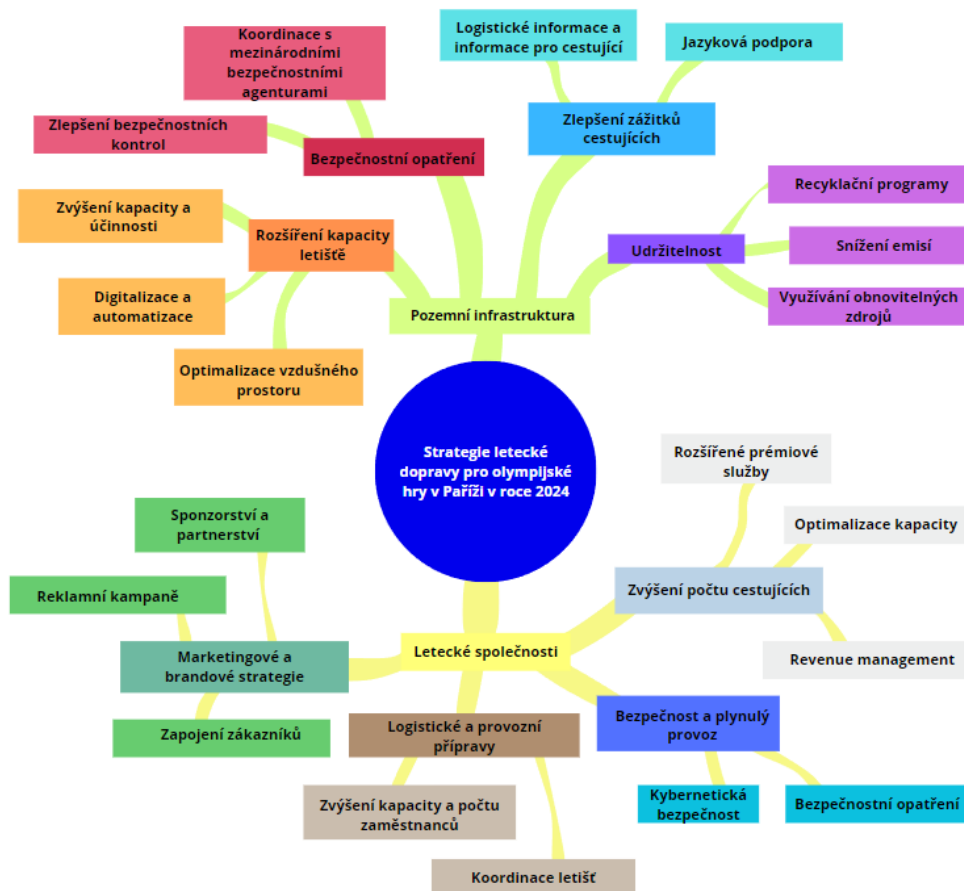 Koordinace s
mezinárodními
bezpečnostními
agenturami
Logistické informace a
informace pro cestující
Jazyková podpora
Zlepšení bezpečnostních
kontrol
Bezpečnostní opatření
Zlepšení zážitků
cestujících
Recyklační programy
Zvýšení kapacity a
účinnosti
Rozšíření kapacity
letišťě
Udržitelnost
Snížení emisí
Digitalizace a
automatizace
Využívání obnovitelných
zdrojů
Pozemní infrastruktura
Optimalizace vzdušného
prostoru
Strategie letecké
dopravy pro olympijské
hry v Paříži v roce 2024
Rozšířené prémiové
služby
Sponzorství a
partnerství
Optimalizace kapacity
Reklamní kampaně
Zvýšení počtu cestujících
Marketingové a
brandové strategie
Letecké společnosti
Revenue management
Zapojení zákazníků
Logistické a provozní
přípravy
Bezpečnost a plynulý
provoz
Zvýšení kapacity a počtu
zaměstnanců
Kybernetická
bezpečnost
Bezpečnostní opatření
Koordinace letišť